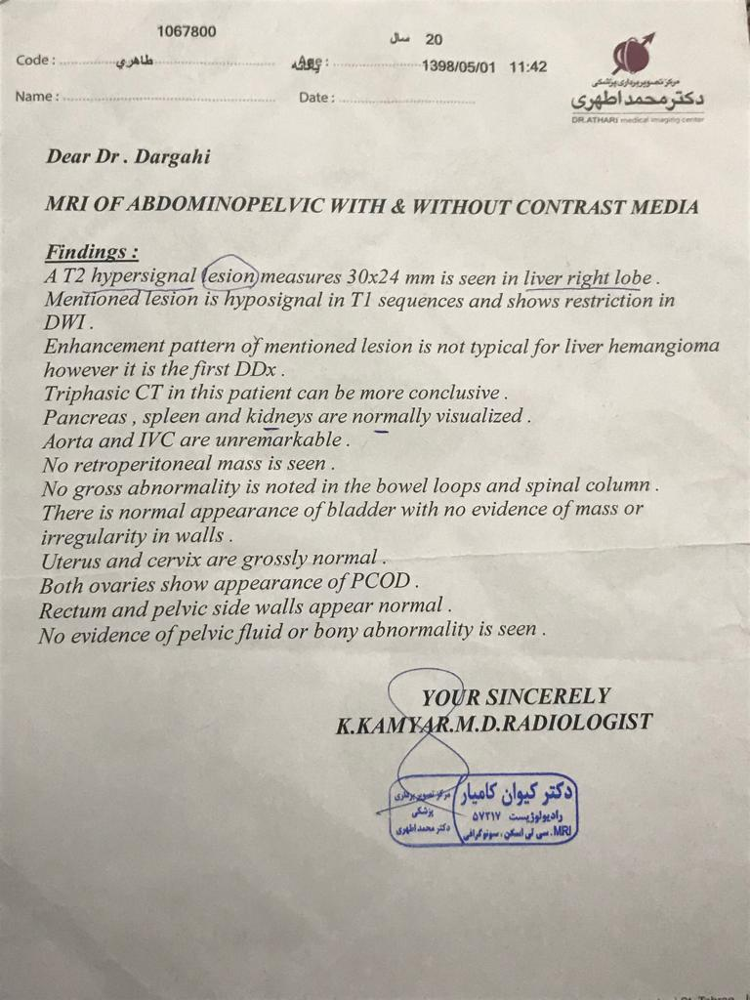 1067800
20 سال
Code : طاهري Age : 1398/05/01 11:42
Name : Date :
مرکز تصویربرداری پزشکی
دکتر محمد اطهری
DR.ATHARI medical imaging center
Dear Dr . Dargahi
MRI OF ABDOMINOPELVIC WITH & WITHOUT CONTRAST MEDIA
Findings :
A T2 hypersignal lesion measures 30x24 mm is seen in liver right lobe .
Mentioned lesion is hyposignal in T1 sequences and shows restriction in
DWI .
Enhancement pattern of mentioned lesion is not typical for liver hemangioma
however it is the first DDx .
Triphasic CT in this patient can be more conclusive .
Pancreas , spleen and kidneys are normally visualized .
Aorta and IVC are unremarkable .
No retroperitoneal mass is seen .
No gross abnormality is noted in the bowel loops and spinal column .
There is normal appearance of bladder with no evidence of mass or
irregularity in walls .
Uterus and cervix are grossly normal .
Both ovaries show appearance of PCOD .
Rectum and pelvic side walls appear normal .
No evidence of pelvic fluid or bony abnormality is seen .
YOUR SINCERELY
K.KAMYAR.M.D.RADIOLOGIST
دکتر کیوان کامیار
رادیولوژیست ۵۷۳۱۷
MRI، سی تی اسکن ، سونوگرافی
مرکز تصویربرداری
پزشکی
دکتر محمد اطهری